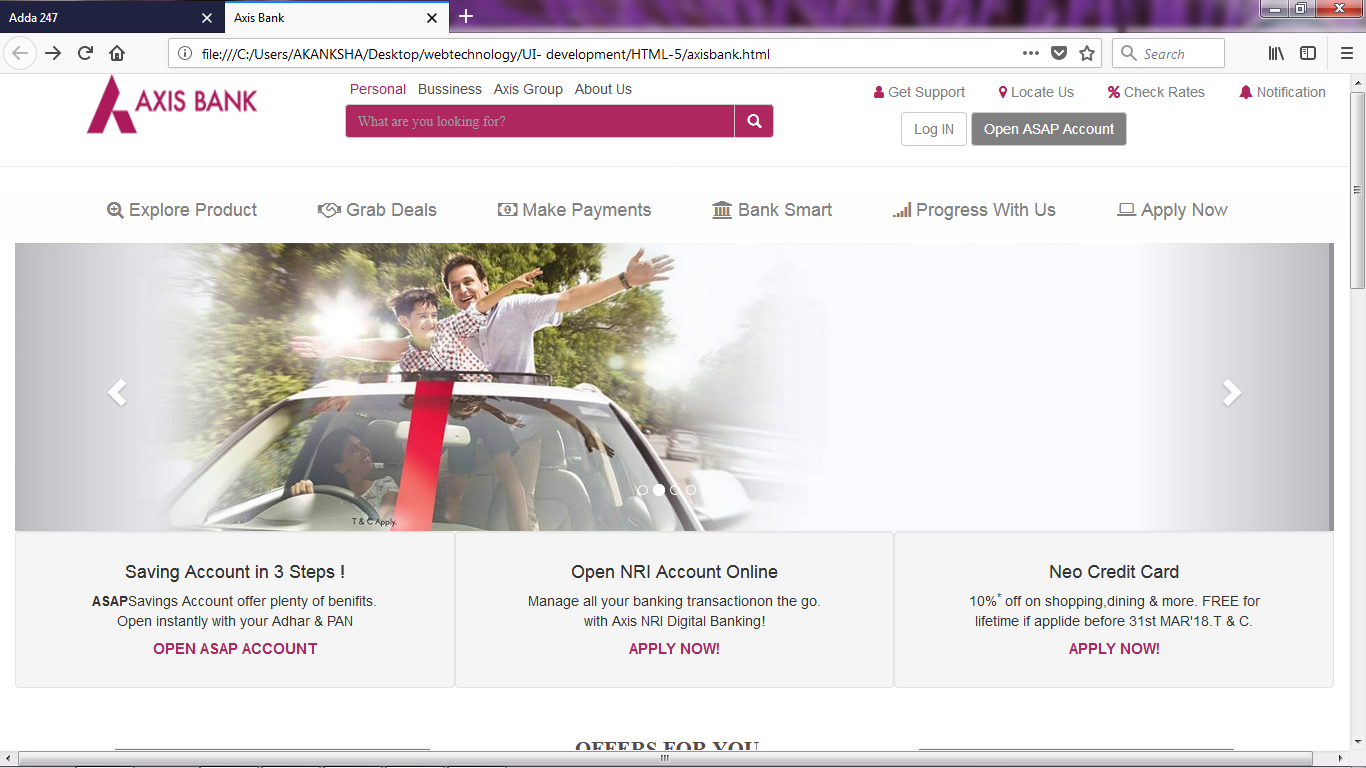 Adda 247
Axis Bank
file:///C:/Users/AKANKSHA/Desktop/webtechnology/UI- development/HTML-5/axisbank.html
Search
AXIS BANK
Personal Bussiness Axis Group About Us
Get Support Locate Us Check Rates Notification
What are you looking for?
Log IN Open ASAP Account
Explore Product Grab Deals Make Payments Bank Smart Progress With Us Apply Now
T & C Apply.
Saving Account in 3 Steps !
ASAPSavings Account offer plenty of benifits.
Open instantly with your Adhar & PAN
OPEN ASAP ACCOUNT
Open NRI Account Online
Manage all your banking transactionon the go.
with Axis NRI Digital Banking!
APPLY NOW!
Neo Credit Card
10%* off on shopping,dining & more. FREE for
lifetime if applide before 31st MAR'18.T & C.
APPLY NOW!
OFFERS FOR YOU